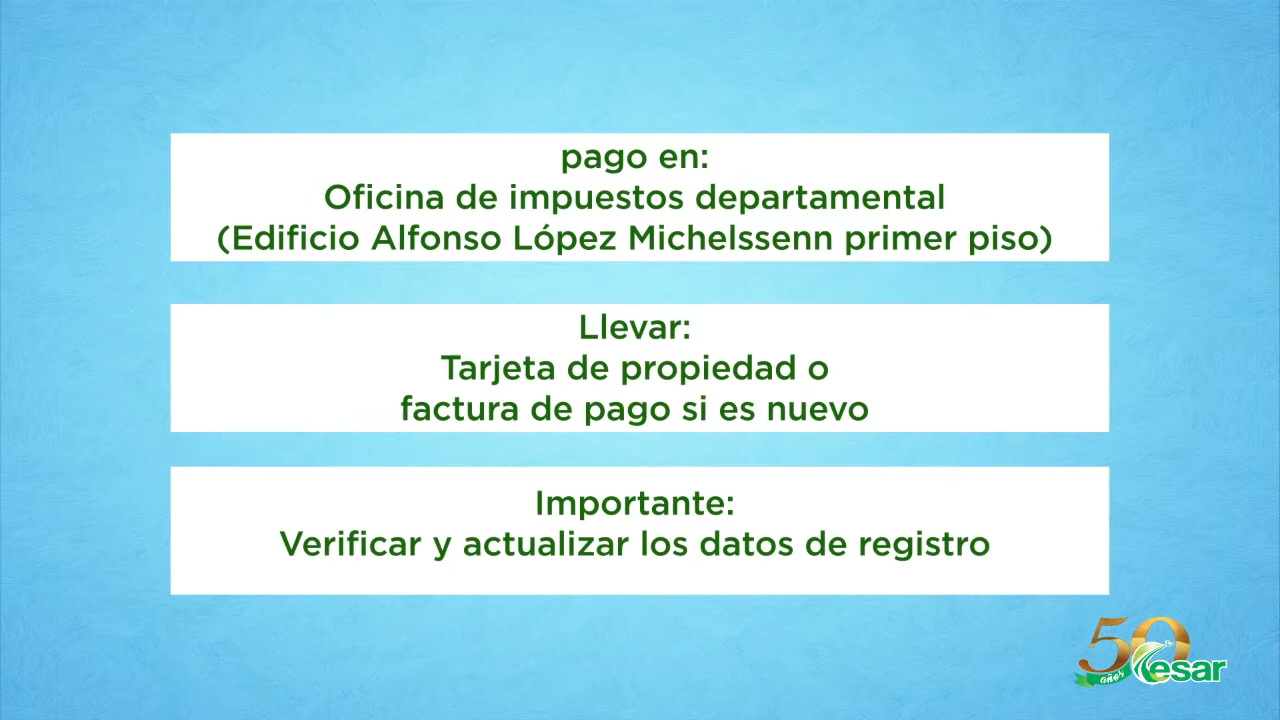 pago en:
Oficina de impuestos departamental
(Edificio Alfonso López Michelssenn primer piso)
Llevar:
Tarjeta de propiedad o
factura de pago si es nuevo
Importante:
Verificar y actualizar los datos de registro
50
años
Cesar